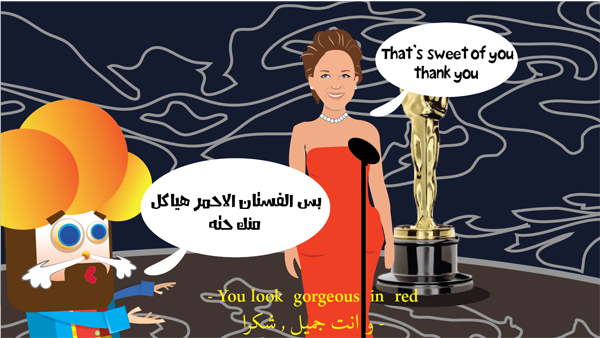 That's sweet of you
thank you
بس الفستان الاحمر هياكل
منك حته
- You look gorgeous in red
- و انت جميل , شكرا